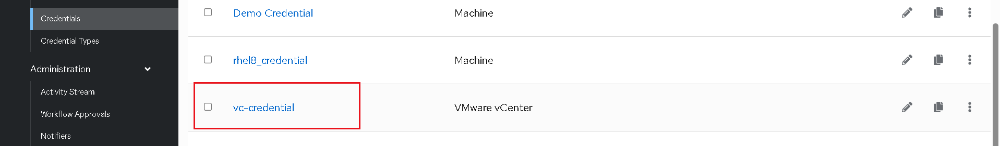 Credentials
Credential Types
Administration
Activity Stream
Workflow Approvals
Notifiers
Demo Credential Machine
rhel8_credential Machine
vc-credential VMware vCenter